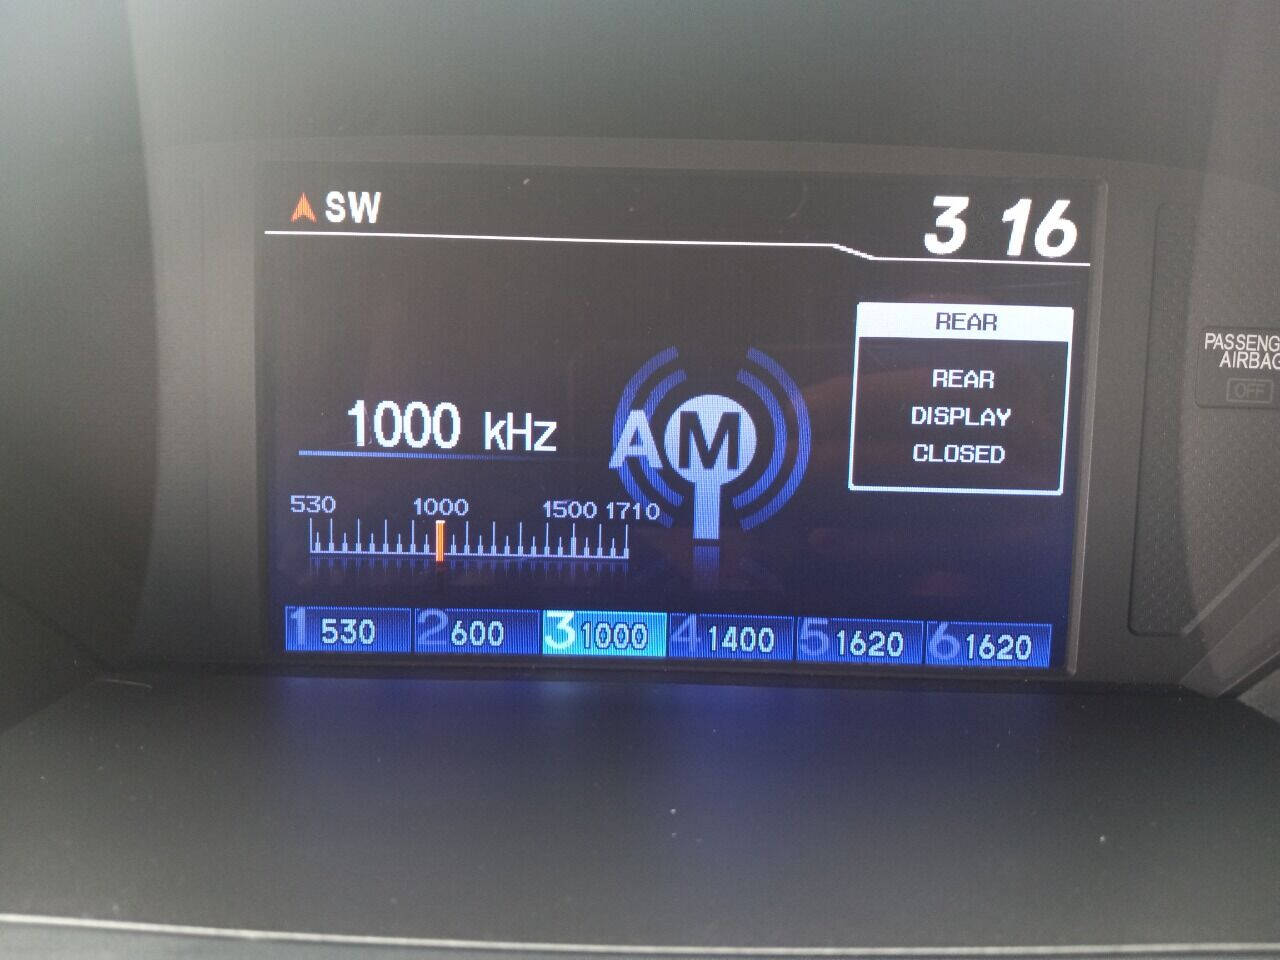 SW
3 16
REAR
REAR
DISPLAY
CLOSED
1000 kHz
AM
530 1000 1500 1710
1 530 2 600 3 1000 4 1400 5 1620 6 1620
PASSENG
AIRBAG
OFF